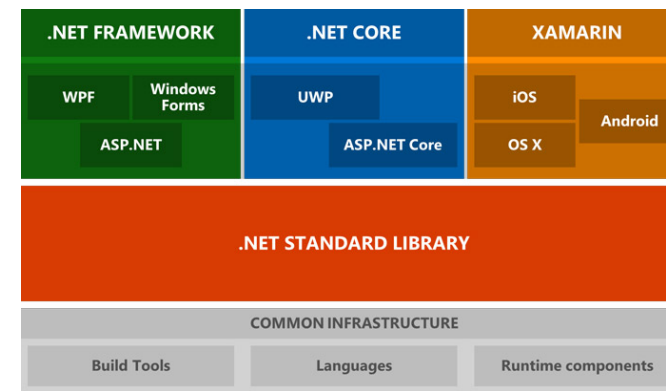 .NET FRAMEWORK
.NET CORE
XAMARIN
WPF
Windows
Forms
ASP.NET
UWP
ASP.NET Core
iOS
Android
OS X
.NET STANDARD LIBRARY
COMMON INFRASTRUCTURE
Build Tools
Languages
Runtime components